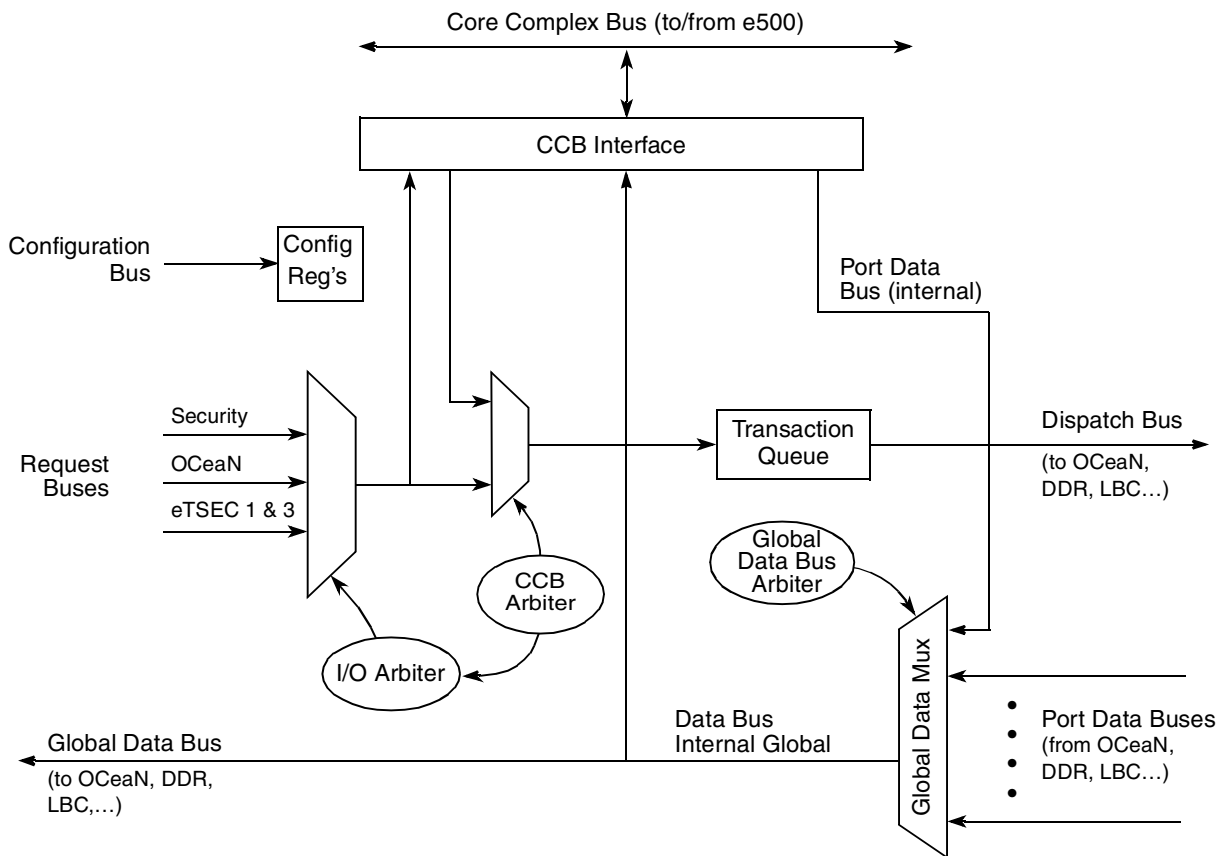 Core Complex Bus (to/from e500)
CCB Interface
Configuration
Bus
Config
Reg's
Port Data
Bus (internal)
Security
Request
Buses
OCeaN
eTSEC 1 & 3
Transaction
Queue
Dispatch Bus
(to OCeaN,
DDR, LBC…)
Global
Data Bus
Arbiter
CCB
Arbiter
I/O Arbiter
Global Data Mux
Data Bus
Internal Global
Port Data Buses
(from OCeaN,
DDR, LBC…)
Global Data Bus
(to OCeaN, DDR,
LBC,…)